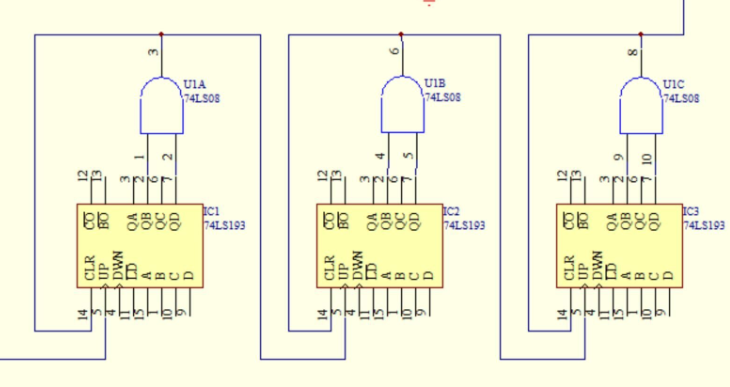 3
6
8
U1A
74LS08
U1B
74LS08
U1C
74LS08
1
2
4
5
9
10
12
13
3
2
6
7
12
13
3
2
6
7
12
13
3
2
6
7
CO
BO
QA
QB
QC
QD
IC1
74LS193
CO
BO
QA
QB
QC
QD
IC2
74LS193
CO
BO
QA
QB
QC
QD
IC3
74LS193
CLR
UP
DWN
LD
A
B
C
D
CLR
UP
DWN
LD
A
B
C
D
CLR
UP
DWN
LD
A
B
C
D
14
5
4
11
15
1
10
9
14
5
4
11
15
1
10
9
14
5
4
11
15
1
10
9